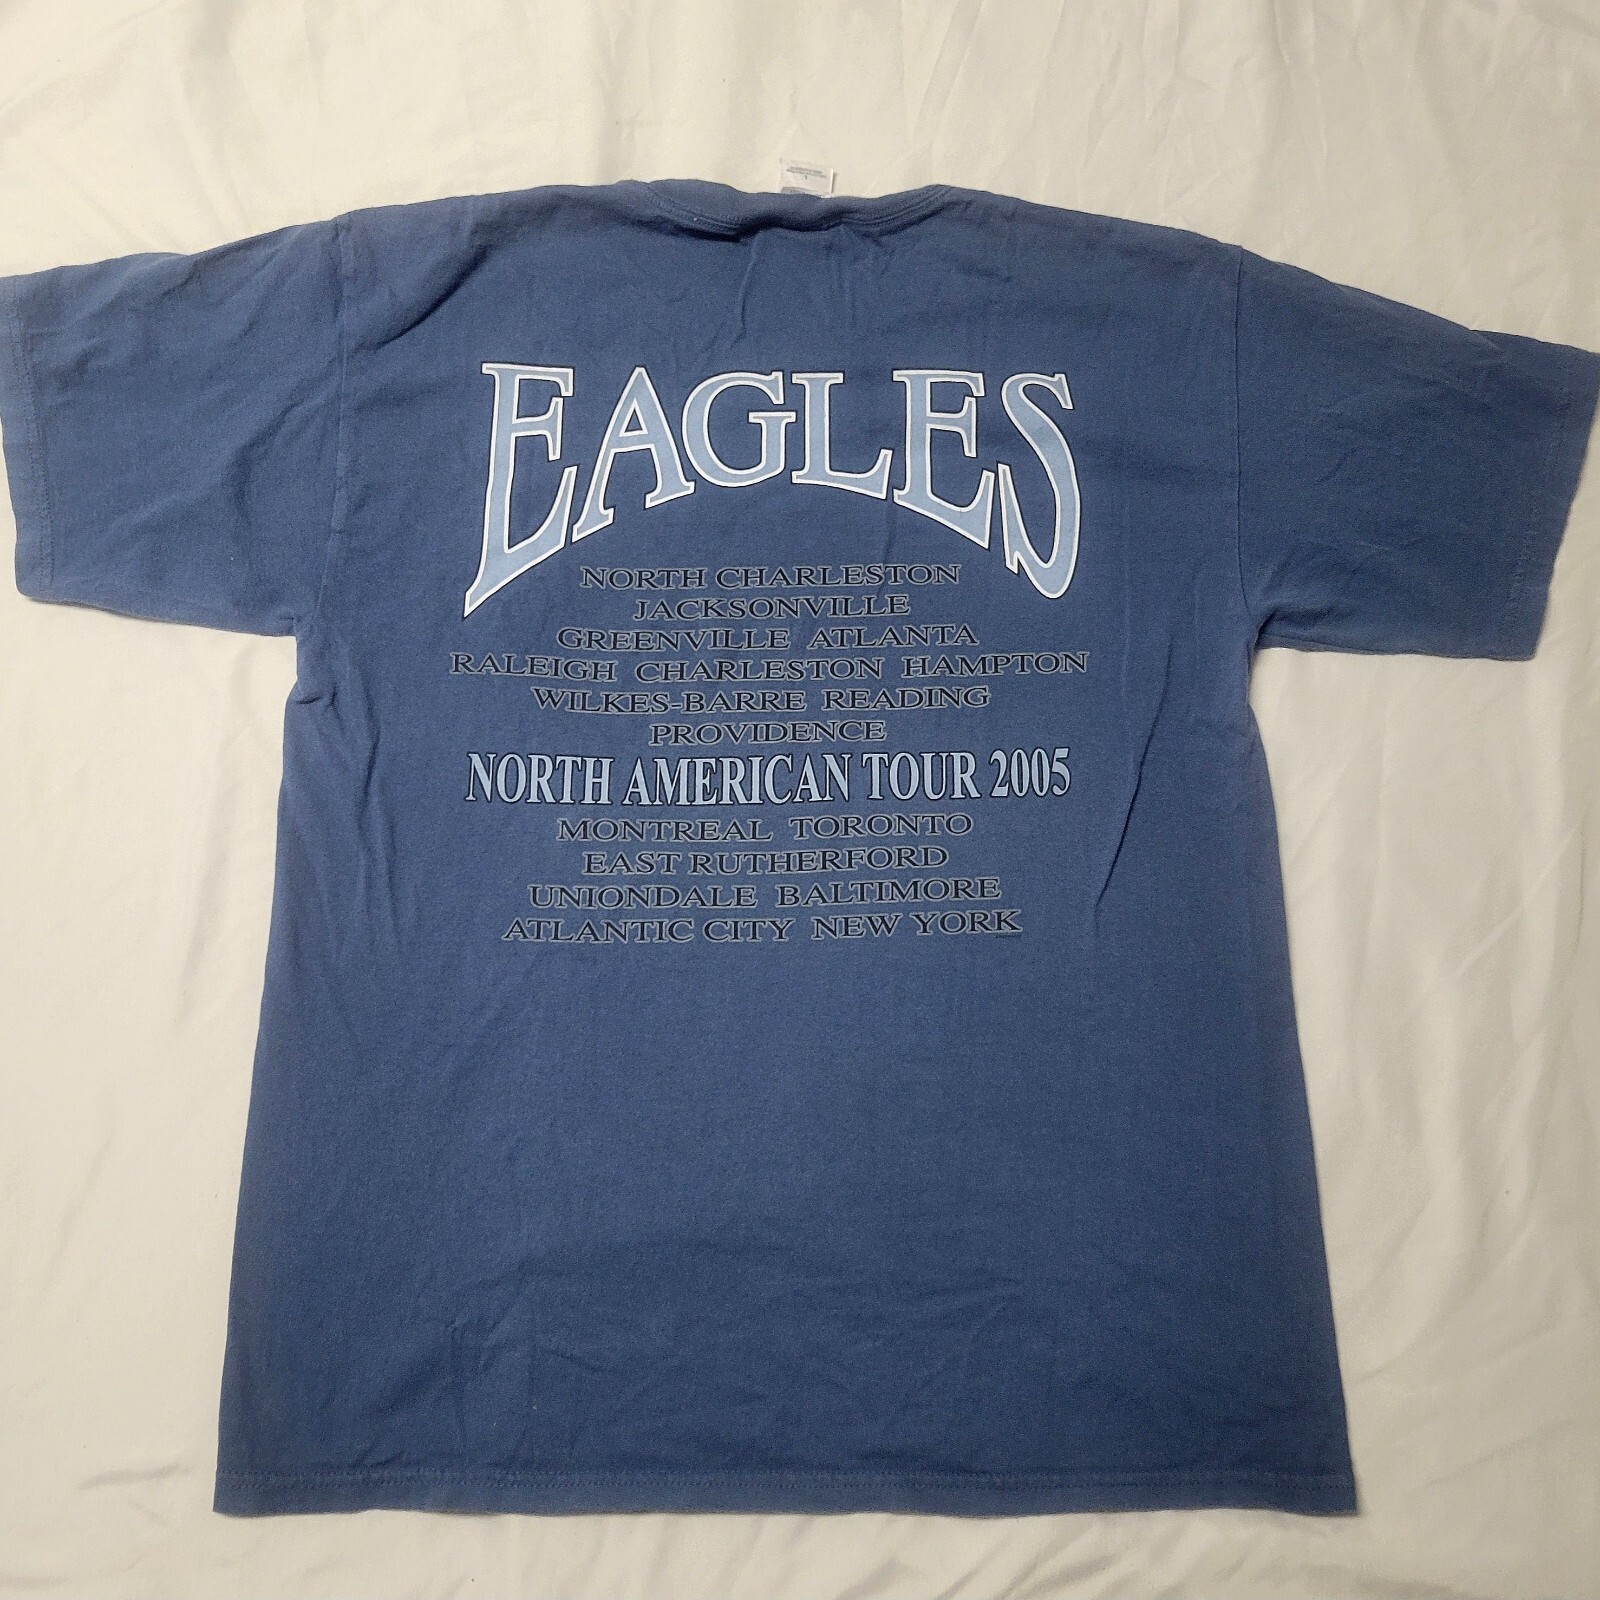 EAGLES
NORTH CHARLESTON
JACKSONVILLE
GREENVILLE ATLANTA
RALEIGH CHARLESTON HAMPTON
WILKES-BARRE READING
PROVIDENCE
NORTH AMERICAN TOUR 2005
MONTREAL TORONTO
EAST RUTHERFORD
UNIONDALE BALTIMORE
ATLANTIC CITY NEW YORK